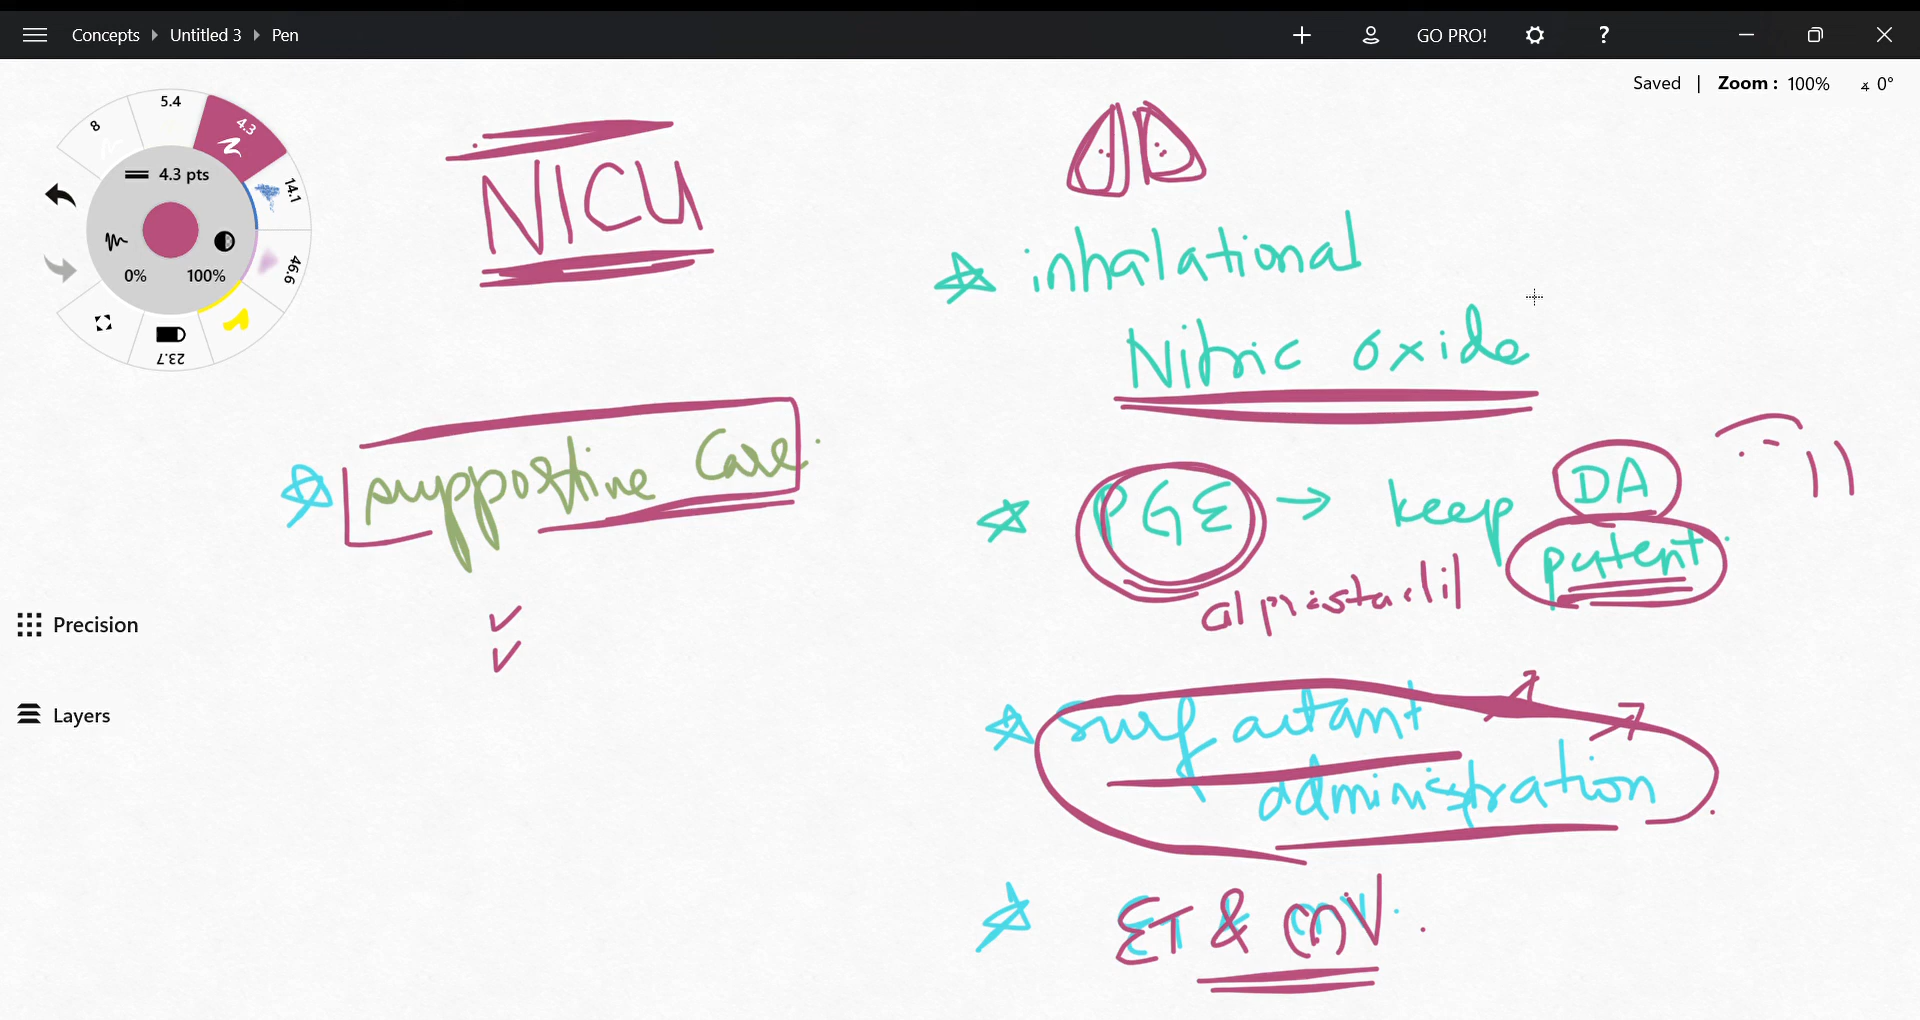 Concepts Untitled 3 Pen
GO PRO! ?
Saved | Zoom : 100% 0°
8 5.4 4.3 14.1 46.6 23.7
4.3 pts
0% 100%
Precision
Layers
NICU
supportive Care.
inhalational
Nitric oxide
PGE → keep DA
patent.
alprostadil
surfactant
administration
ET & MV.